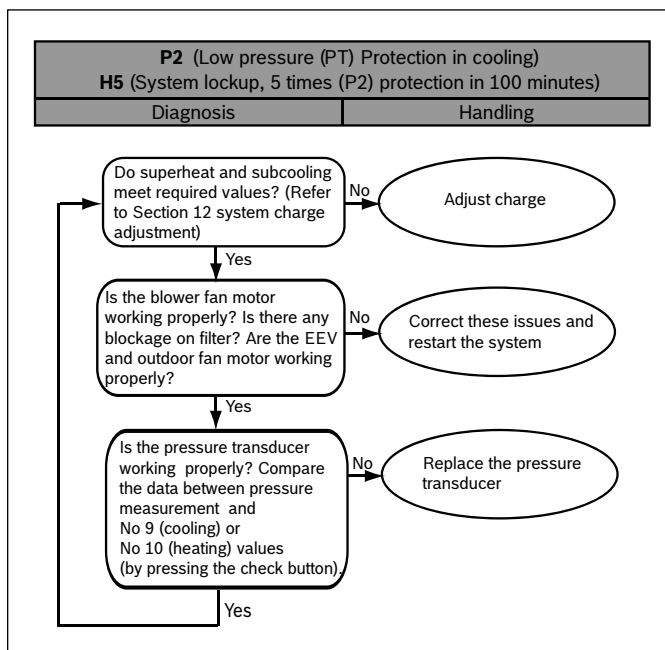 P2 (Low pressure (PT) Protection in cooling)
H5 (System lockup, 5 times (P2) protection in 100 minutes)
Diagnosis
Handling
Do superheat and subcooling
meet required values? (Refer
to Section 12 system charge
adjustment)
No
Adjust charge
Yes
Is the blower fan motor
working properly? Is there any
blockage on filter? Are the EEV
and outdoor fan motor working
properly?
No
Correct these issues and
restart the system
Yes
Is the pressure transducer
working properly? Compare
the data between pressure
measurement and
No 9 (cooling) or
No 10 (heating) values
(by pressing the check button).
No
Replace the pressure
transducer
Yes